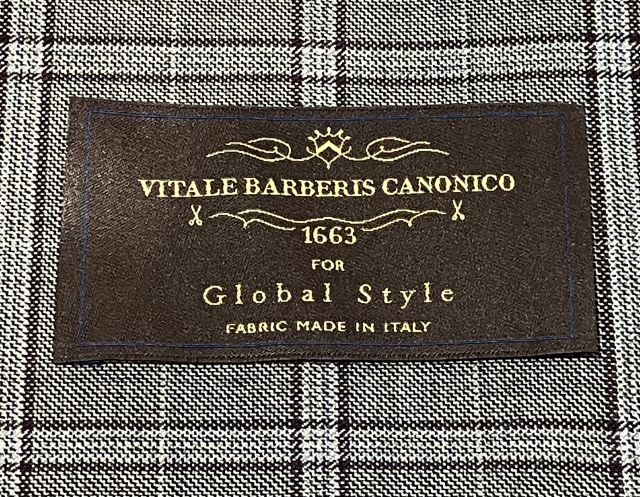 VITALE BARBERIS CANONICO
1663
FOR
Global Style
FABRIC MADE IN ITALY